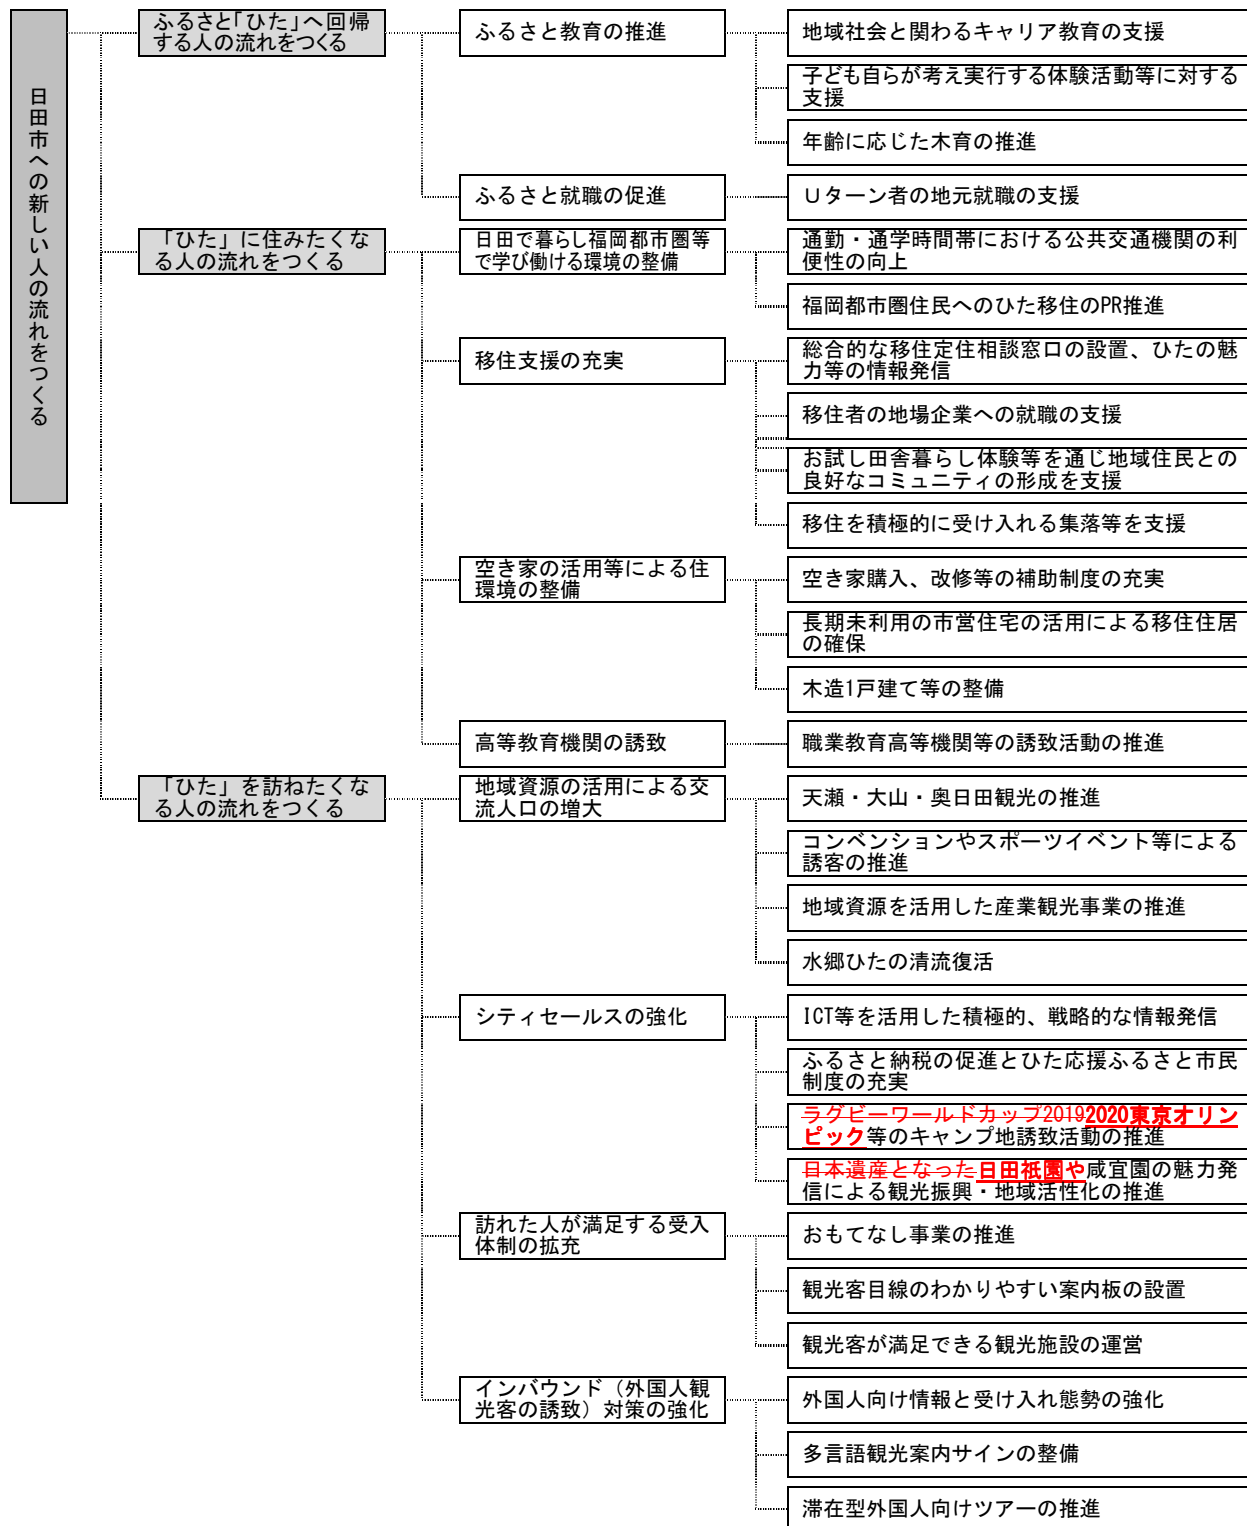 日田市への新しい人の流れをつくる
ふるさと「ひた」へ回帰
する人の流れをつくる
ふるさと教育の推進
地域社会と関わるキャリア教育の支援
子ども自らが考え実行する体験活動等に対する
支援
年齢に応じた木育の推進
ふるさと就職の促進
Uターン者の地元就職の支援
「ひた」に住みたくな
る人の流れをつくる
日田で暮らし福岡都市圏等
で学び働ける環境の整備
通勤・通学時間帯における公共交通機関の利
便性の向上
福岡都市圏住民へのひた移住のPR推進
移住支援の充実
総合的な移住定住相談窓口の設置、ひたの魅
力等の情報発信
移住者の地場企業への就職の支援
お試し田舎暮らし体験等を通じ地域住民との
良好なコミュニティの形成を支援
移住を積極的に受け入れる集落等を支援
空き家の活用等による住
環境の整備
空き家購入、改修等の補助制度の充実
長期未利用の市営住宅の活用による移住住居
の確保
木造1戸建て等の整備
高等教育機関の誘致
職業教育高等機関等の誘致活動の推進
「ひた」を訪ねたくな
る人の流れをつくる
地域資源の活用による交
流人口の増大
天瀬・大山・奥日田観光の推進
コンベンションやスポーツイベント等による
誘客の推進
地域資源を活用した産業観光事業の推進
水郷ひたの清流復活
シティセールスの強化
ICT等を活用した積極的、戦略的な情報発信
ふるさと納税の促進とひた応援ふるさと市民
制度の充実
ラグビーワールドカップ20192020東京オリン
ピック等のキャンプ地誘致活動の推進
日本遺産となった日田祇園や咸宜園の魅力発
信による観光振興・地域活性化の推進
訪れた人が満足する受入
体制の拡充
おもてなし事業の推進
観光客目線のわかりやすい案内板の設置
観光客が満足できる観光施設の運営
インバウンド（外国人観
光客の誘致）対策の強化
外国人向け情報と受け入れ態勢の強化
多言語観光案内サインの整備
滞在型外国人向けツアーの推進